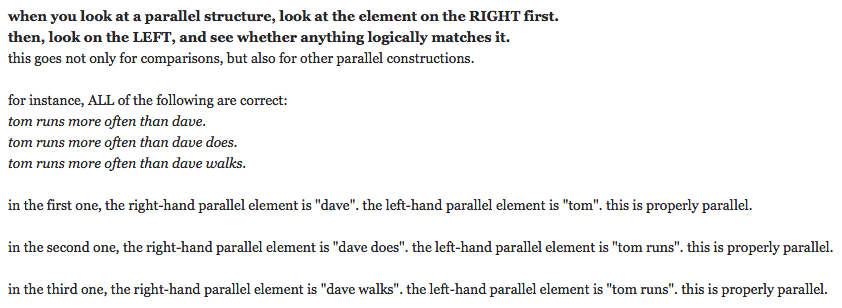 when you look at a parallel structure, look at the element on the RIGHT first.
then, look on the LEFT, and see whether anything logically matches it.
this goes not only for comparisons, but also for other parallel constructions.
for instance, ALL of the following are correct:
tom runs more often than dave.
tom runs more often than dave does.
tom runs more often than dave walks.
in the first one, the right-hand parallel element is "dave". the left-hand parallel element is "tom". this is properly parallel.
in the second one, the right-hand parallel element is "dave does". the left-hand parallel element is "tom runs". this is properly parallel.
in the third one, the right-hand parallel element is "dave walks". the left-hand parallel element is "tom runs". this is properly parallel.